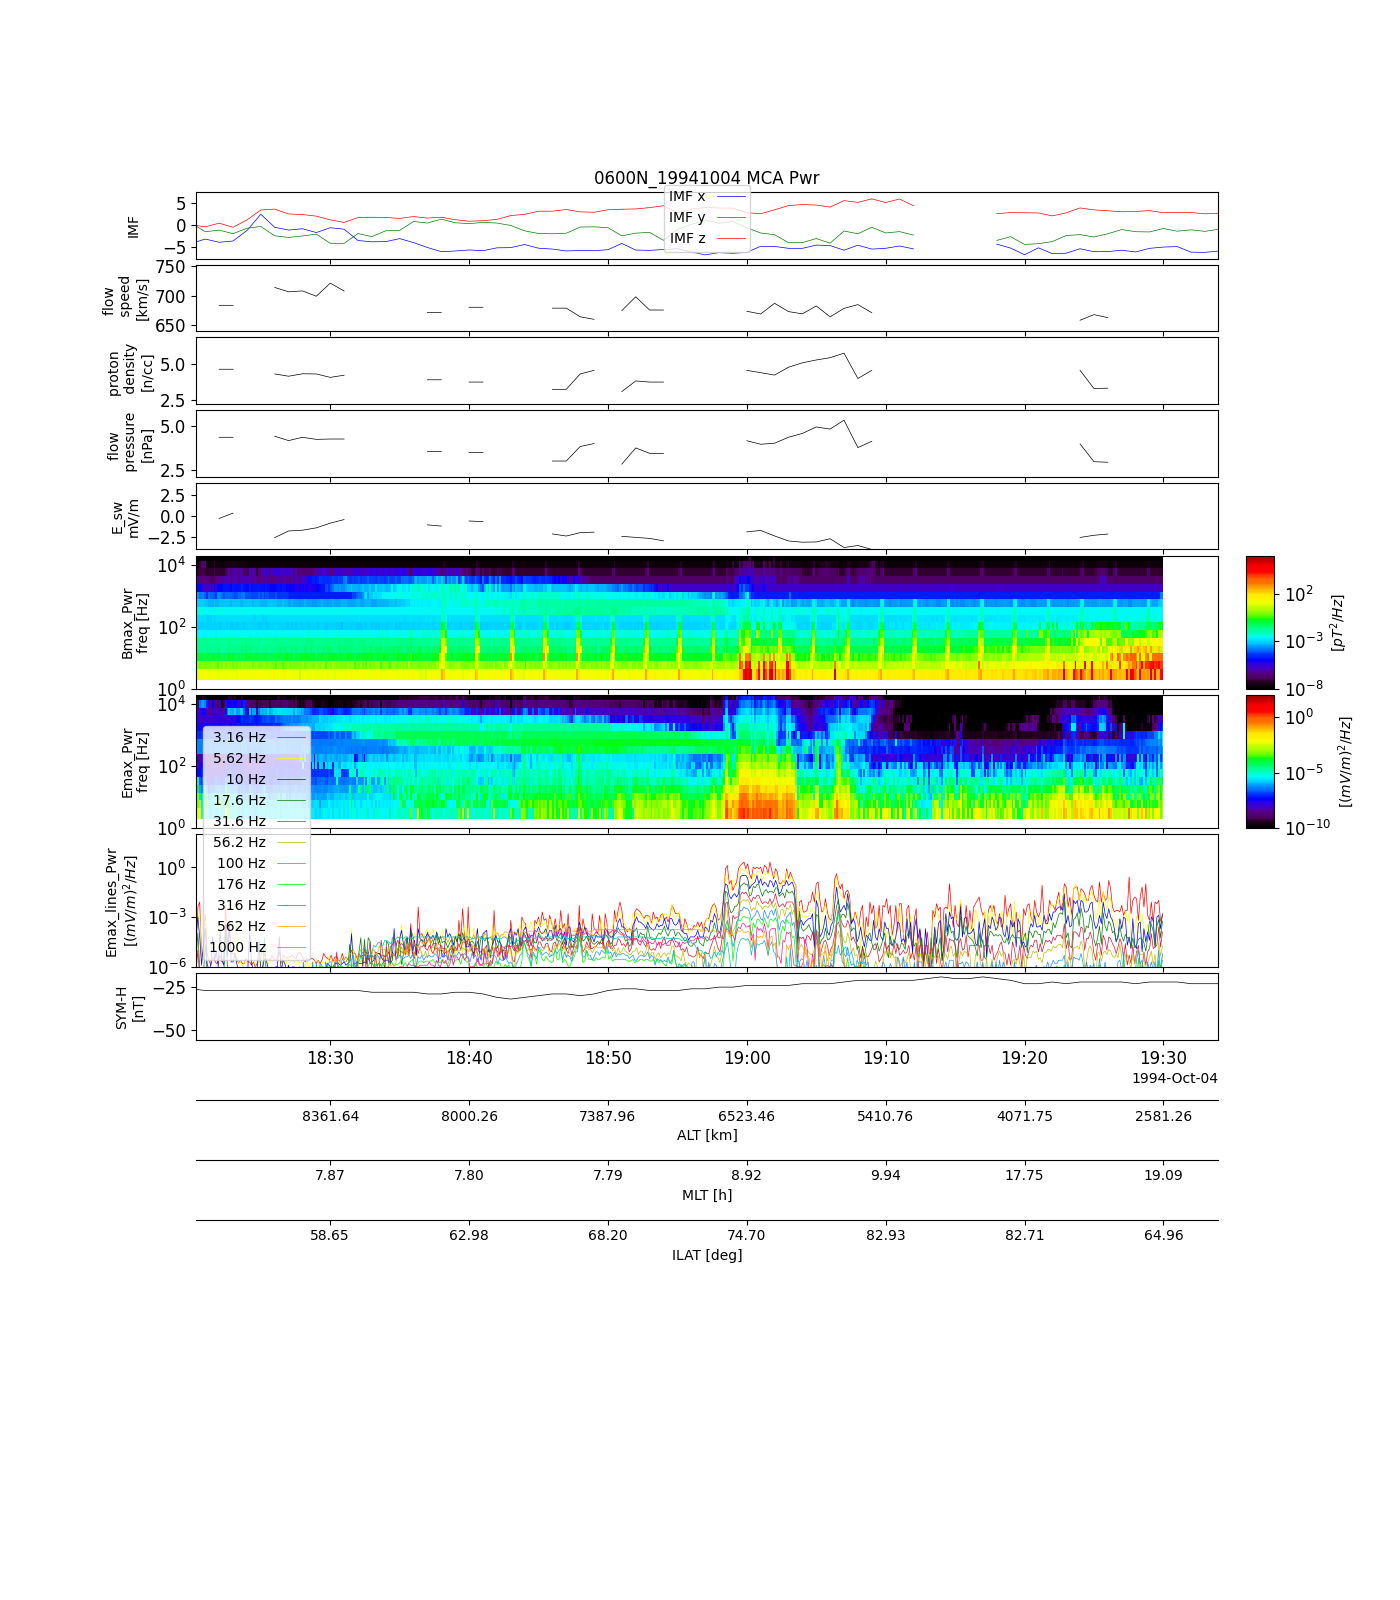 0600N_19941004 MCA Pwr
IMF
5
0
−5
IMF x
IMF y
IMF z
flow
speed
[km/s]
750
700
650
proton
density
[n/cc]
5.0
2.5
flow
pressure
[nPa]
5.0
2.5
E_sw
mV/m
2.5
0.0
−2.5
Bmax_Pwr
freq [Hz]
10^4
10^2
10^0
10^2
10^−3
10^−8
[pT^2/Hz]
Emax_Pwr
freq [Hz]
10^4
10^2
10^0
10^0
10^−5
10^−10
[(mV/m)^2/Hz]
3.16 Hz
5.62 Hz
10 Hz
17.6 Hz
31.6 Hz
56.2 Hz
100 Hz
176 Hz
316 Hz
562 Hz
1000 Hz
Emax_lines_Pwr
[(mV/m)^2/Hz]
10^0
10^−3
10^−6
SYM-H
[nT]
−25
−50
18:30 18:40 18:50 19:00 19:10 19:20 19:30
1994-Oct-04
8361.64 8000.26 7387.96 6523.46 5410.76 4071.75 2581.26
ALT [km]
7.87 7.80 7.79 8.92 9.94 17.75 19.09
MLT [h]
58.65 62.98 68.20 74.70 82.93 82.71 64.96
ILAT [deg]